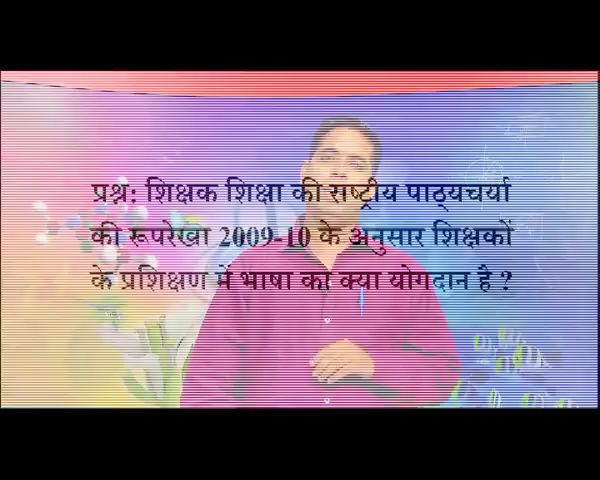 प्रश्न: शिक्षक शिक्षा की राष्ट्रीय पाठ्यचर्या
की रूपरेखा 2009-10 के अनुसार शिक्षकों
के प्रशिक्षण में भाषा का क्या योगदान है ?